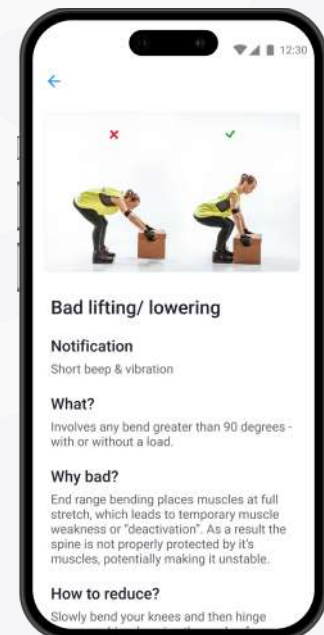 12:30
Bad lifting/ lowering
Notification
Short beep & vibration
What?
Involves any bend greater than 90 degrees -
with or without a load.
Why bad?
End range bending places muscles at full
stretch, which leads to temporary muscle
weakness or “deactivation”. As a result the
spine is not properly protected by it's
muscles, potentially making it unstable.
How to reduce?
Slowly bend your knees and then hinge